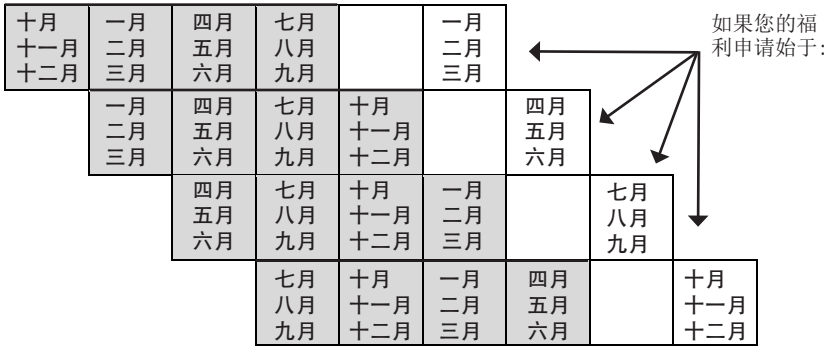 十月 一月 四月 七月 一月
十一月 二月 五月 八月 二月
十二月 三月 六月 九月 三月
如果您的福
利申请始于:
一月 四月 七月 十月 四月
二月 五月 八月 十一月 五月
三月 六月 九月 十二月 六月
四月 七月 十月 一月 七月
五月 八月 十一月 二月 八月
六月 九月 十二月 三月 九月
七月 十月 一月 四月 十月
八月 十一月 二月 五月 十一月
九月 十二月 三月 六月 十二月